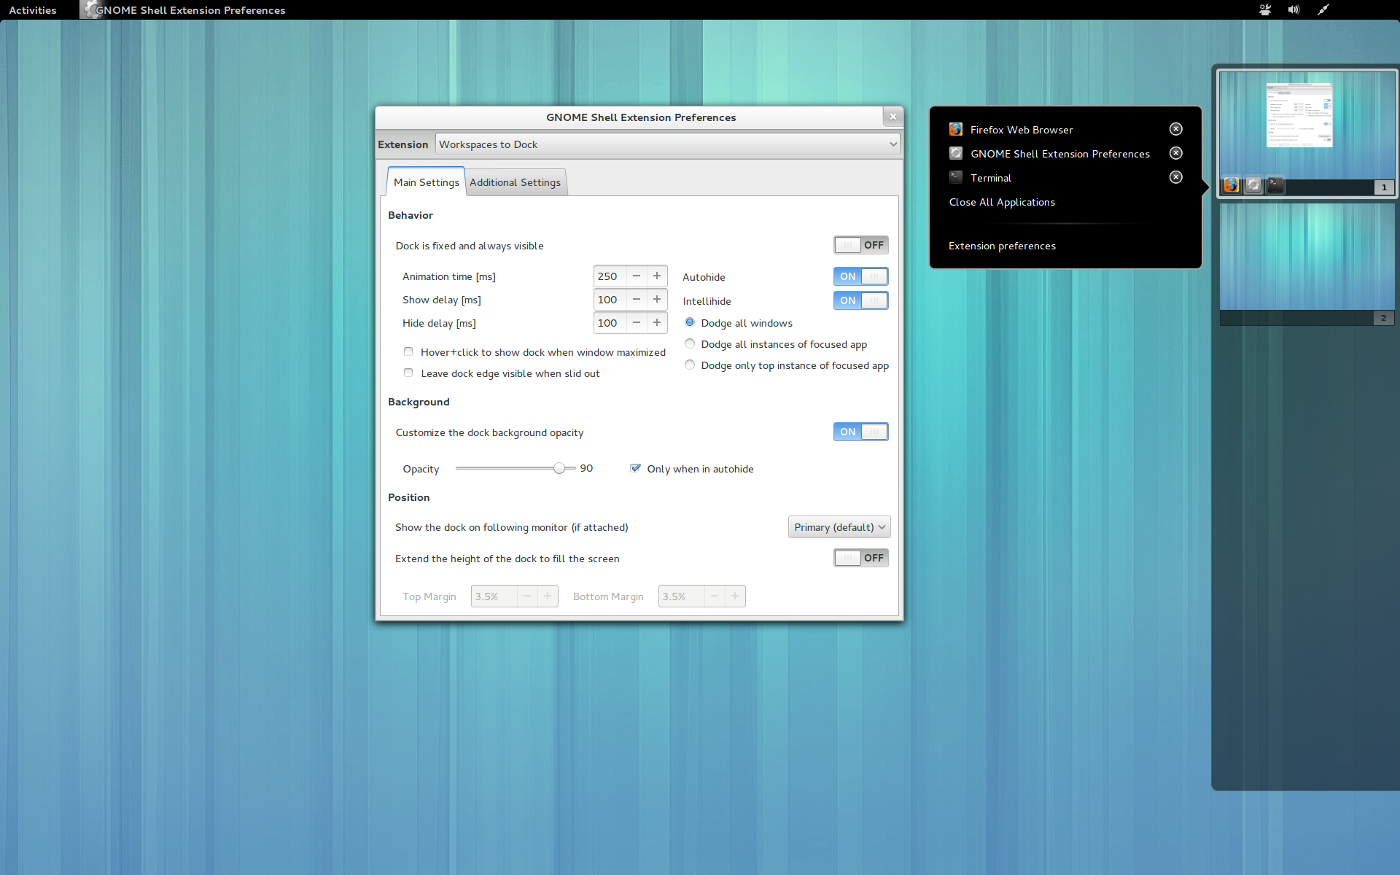 Activities GNOME Shell Extension Preferences
GNOME Shell Extension Preferences
Extension Workspaces to Dock
Main Settings Additional Settings
Behavior
Dock is fixed and always visible OFF
Animation time [ms] 250 − + Autohide ON
Show delay [ms] 100 − + Intellihide ON
Hide delay [ms] 100 − + Dodge all windows
Dodge all instances of focused app
Hover+click to show dock when window maximized
Dodge only top instance of focused app
Leave dock edge visible when slid out
Background
Customize the dock background opacity ON
Opacity 90 Only when in autohide
Position
Show the dock on following monitor (if attached) Primary (default)
Extend the height of the dock to fill the screen OFF
Top Margin 3.5% − + Bottom Margin 3.5% − +
Firefox Web Browser
GNOME Shell Extension Preferences
Terminal
Close All Applications
Extension preferences
1
2